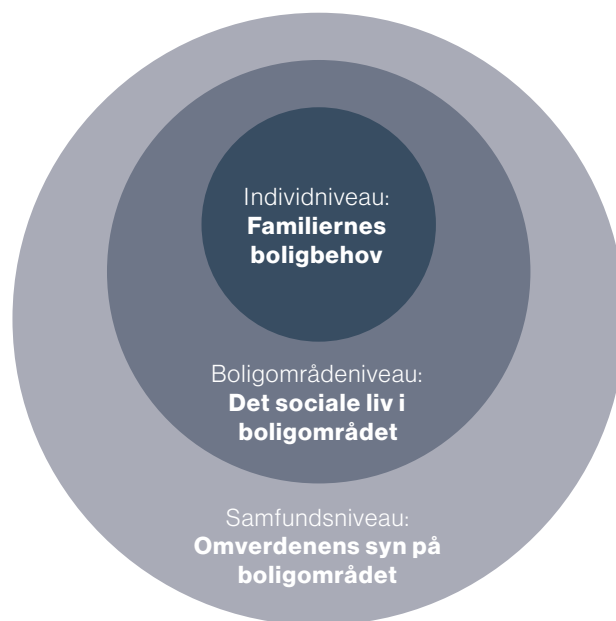 Individniveau:
Familiernes
boligbehov
Boligområdeniveau:
Det sociale liv i
boligområdet
Samfundsniveau:
Omverdenens syn på
boligområdet